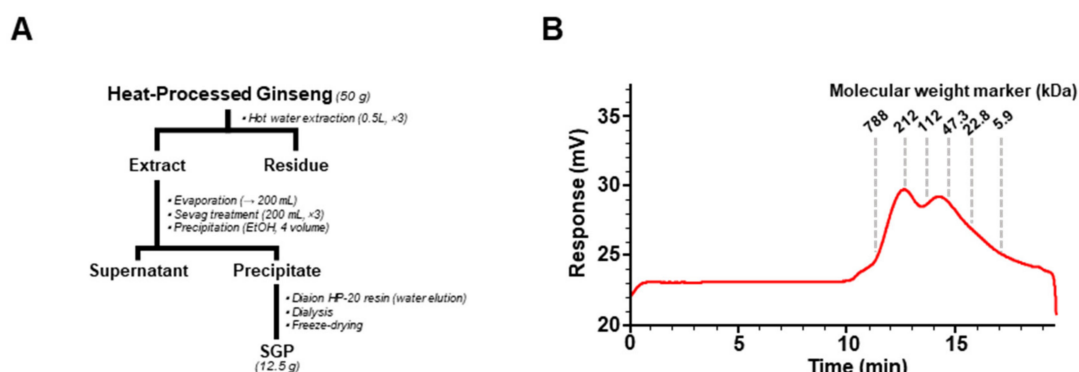 A
Heat-Processed Ginseng (50 g)
• Hot water extraction (0.5L, ×3)
Extract
Residue
• Evaporation (→ 200 mL)
• Sevag treatment (200 mL, ×3)
• Precipitation (EtOH, 4 volume)
Supernatant
Precipitate
• Diaion HP-20 resin (water elution)
• Dialysis
• Freeze-drying
SGP
(12.5 g)
B
Molecular weight marker (kDa)
788
212
112
47.3
22.8
5.9
Response (mV)
35
30
25
20
0
5
10
15
Time (min)